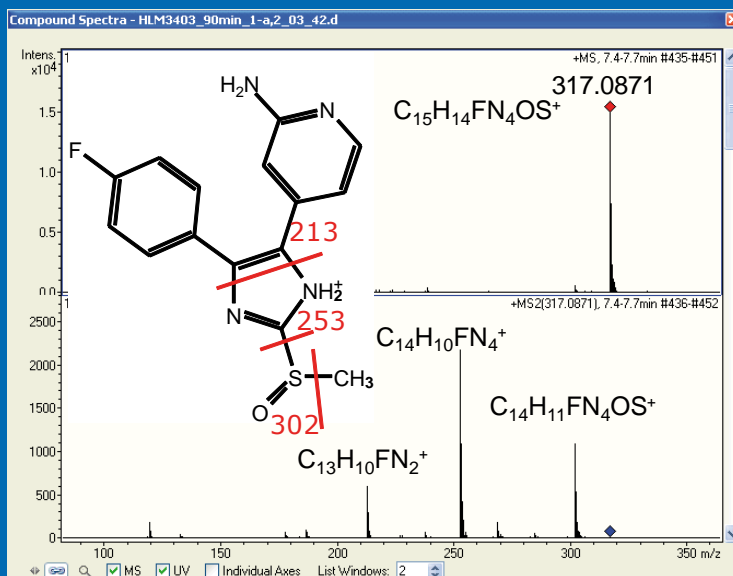 Compound Spectra - HLM3403_90min_1-a,2_03_42.d
Intens.
x10⁴
1
+MS, 7.4-7.7min #435-#451
317.0871
C₁₅H₁₄FN₄OS⁺
1.5
1.0
0.5
0.0
H₂N
N
F
213
NH₂⁺
N
253
S
CH₃
O
302
1
+MS2(317.0871), 7.4-7.7min #436-#452
2500
2000
1500
1000
500
0
C₁₄H₁₀FN₄⁺
C₁₄H₁₁FN₄OS⁺
C₁₃H₁₀FN₂⁺
100 150 200 250 300 350 m/z
MS UV Individual Axes List Windows: 2